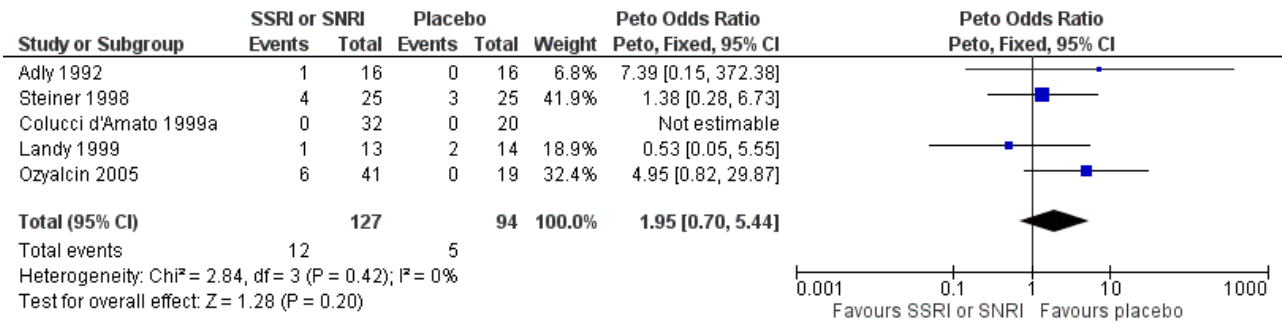 SSRI or SNRI Placebo Peto Odds Ratio Peto Odds Ratio
Study or Subgroup Events Total Events Total Weight Peto, Fixed, 95% CI Peto, Fixed, 95% CI
Adly 1992 1 16 0 16 6.8% 7.39 [0.15, 372.38]
Steiner 1998 4 25 3 25 41.9% 1.38 [0.28, 6.73]
Colucci d'Amato 1999a 0 32 0 20 Not estimable
Landy 1999 1 13 2 14 18.9% 0.53 [0.05, 5.55]
Ozyalcin 2005 6 41 0 19 32.4% 4.95 [0.82, 29.87]
Total (95% CI) 127 94 100.0% 1.95 [0.70, 5.44]
Total events 12 5
Heterogeneity: Chi² = 2.84, df = 3 (P = 0.42); I² = 0%
Test for overall effect: Z = 1.28 (P = 0.20)
0.001 0.1 1 10 1000
Favours SSRI or SNRI Favours placebo